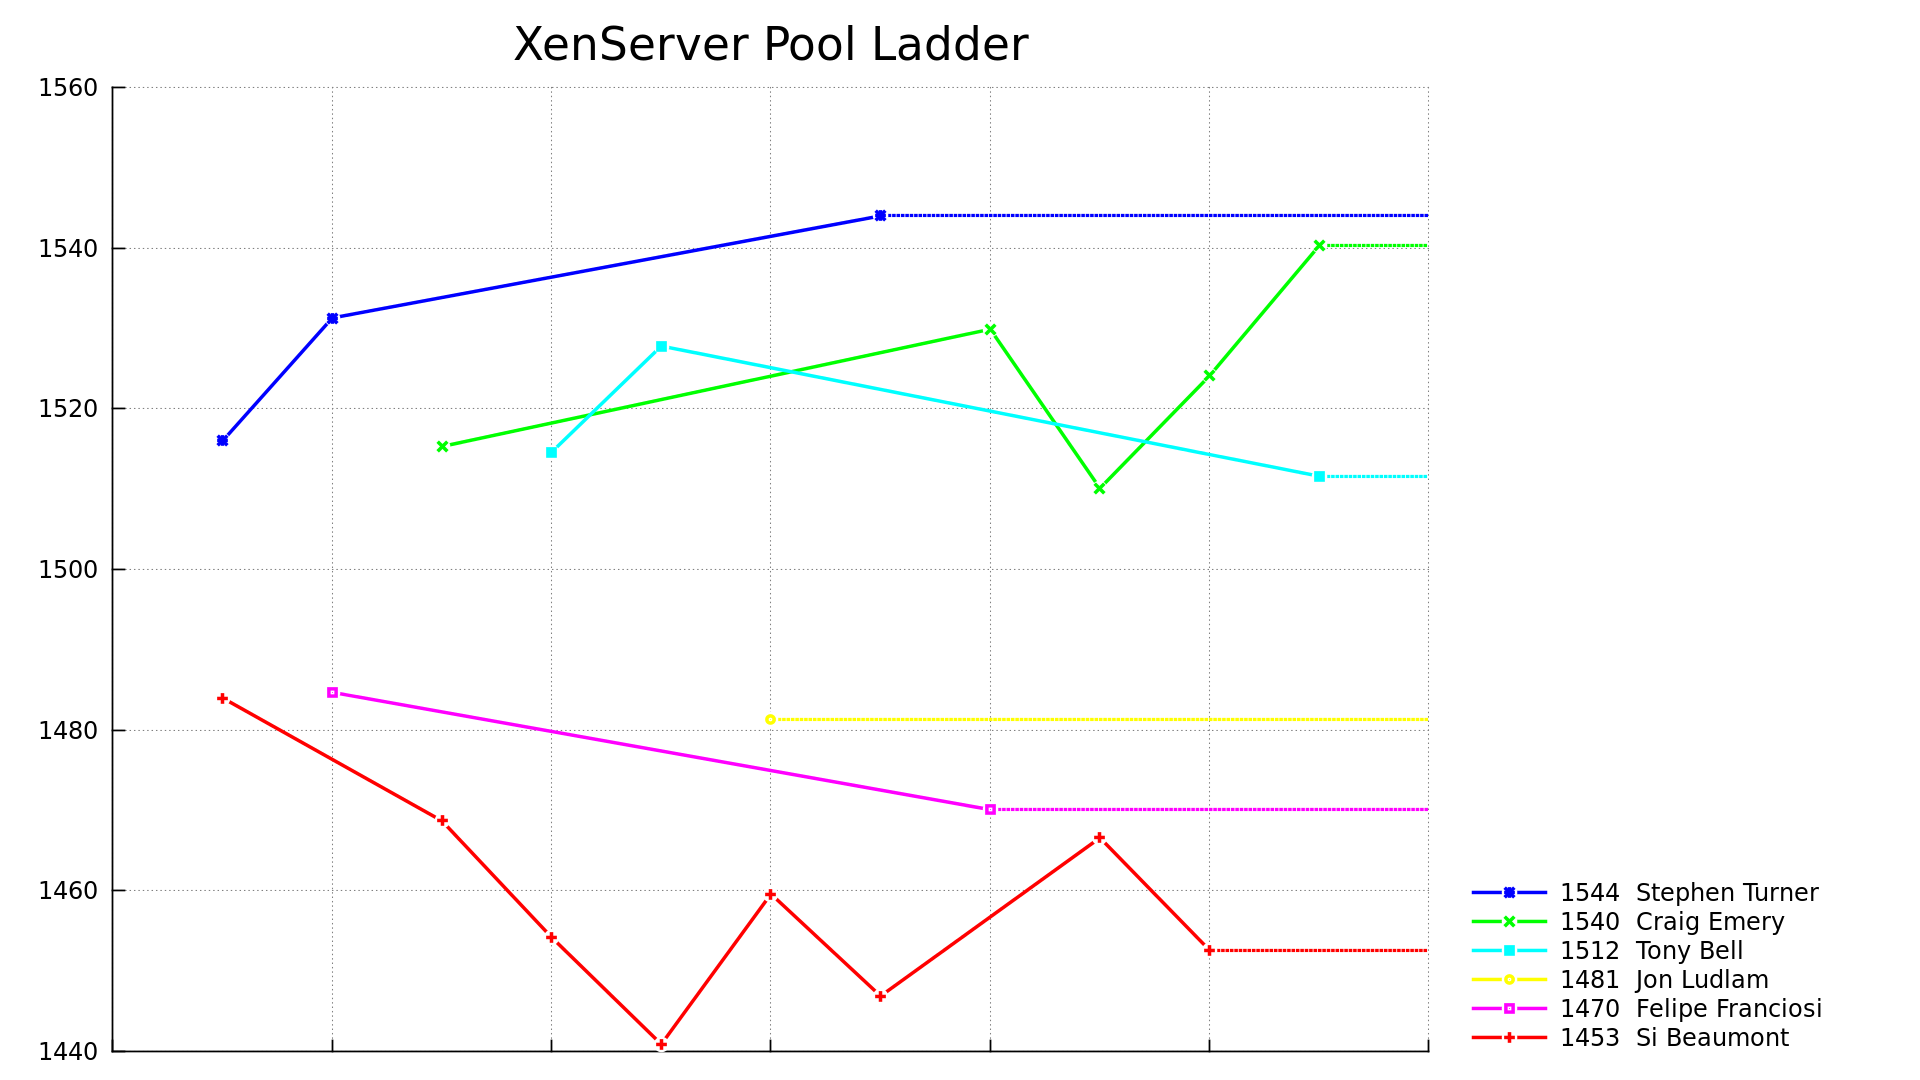 XenServer Pool Ladder
1560
1540
1520
1500
1480
1460
1440
1544 Stephen Turner
1540 Craig Emery
1512 Tony Bell
1481 Jon Ludlam
1470 Felipe Franciosi
1453 Si Beaumont